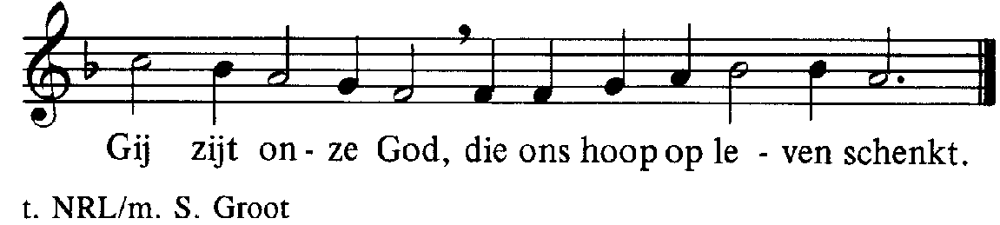 Gij zijt on - ze God, die ons hoop op le - ven schenkt.
t. NRL/m. S. Groot